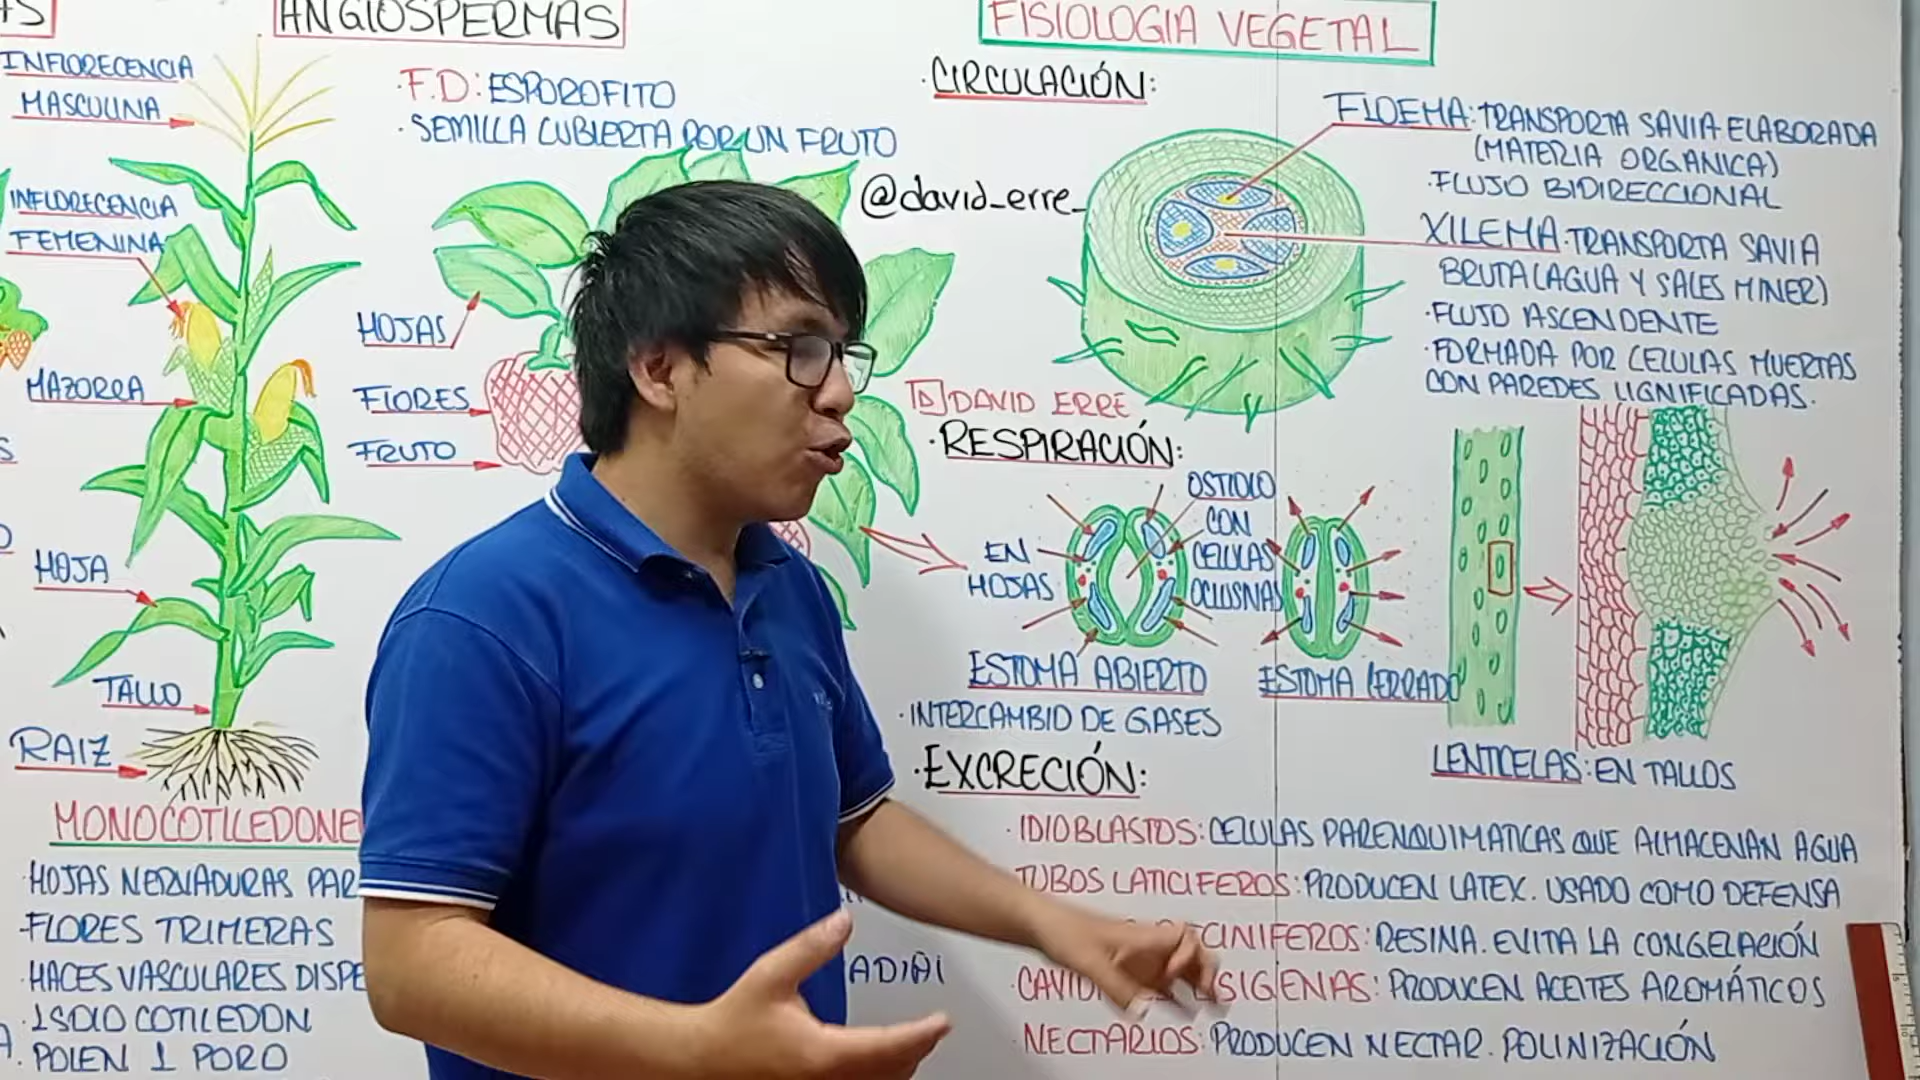 ANGIOSPERMAS
INFLORECENCIA
MASCULINA
INFLORECENCIA
FEMENINA
MAZORCA
HOJA
TALLO
RAIZ
MONOCOTILEDONE
HOJAS NERVADURAS PAR
-FLORES TRIMERAS
·HACES VASCULARES DISPE
·1 SOLO COTILEDON
·POLEN 1 PORO
·F.D: ESPOROFITO
·SEMILLA CUBIERTA POR UN FRUTO
HOJAS
FLORES
FRUTO
@david_erre_
DAVID ERRE
FISIOLOGIA VEGETAL
·CIRCULACIÓN:
FLOEMA: TRANSPORTA SAVIA ELABORADA
(MATERIA ORGANICA)
·FLUJO BIDIRECCIONAL
XILEMA: TRANSPORTA SAVIA
BRUTA(AGUA Y SALES MINER)
·FLUJO ASCENDENTE
·FORMADA POR CELULAS MUERTAS
CON PAREDES LIGNIFICADAS.
·RESPIRACIÓN:
EN
HOJAS
OSTIOLO
CON
CELULAS
OCLUSNAS
ESTOMA ABIERTO
ESTOMA CERRADO
·INTERCAMBIO DE GASES
LENTICELAS: EN TALLOS
·EXCRECIÓN:
·IDIOBLASTOS: CELULAS PARENQUIMATICAS QUE ALMACENAN AGUA
TUBOS LATICIFEROS: PRODUCEN LATEX. USADO COMO DEFENSA
CINIFEROS: RESINA. EVITA LA CONGELACIÓN
·CAVID SIGENAS: PRODUCEN ACEITES AROMÁTICOS
·NECTARIOS: PRODUCEN NECTAR. POLINIZACIÓN